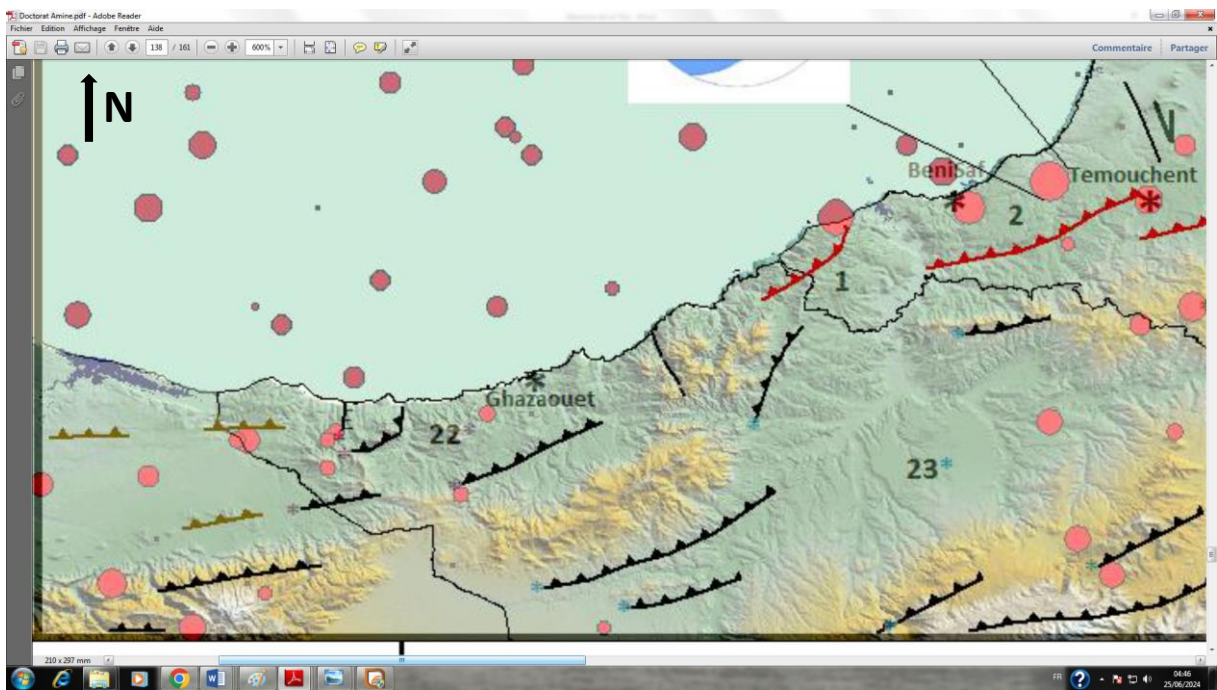 Doctorat Amine.pdf - Adobe Reader
Fichier Edition Affichage Fenêtre Aide
138 / 161 600% Commentaire Partager
N
BeniSaf
Temouchent
2
1
Ghazaouet
22
23
210 x 297 mm
FR 04:46
25/06/2024